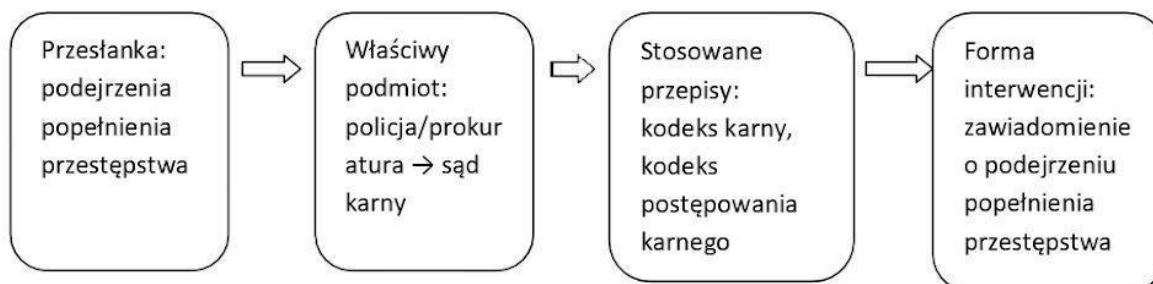 Przesłanka:
podejrzenia
popełnienia
przestępstwa
Właściwy
podmiot:
policja/prokur
atura → sąd
karny
Stosowane
przepisy:
kodeks karny,
kodeks
postępowania
karnego
Forma
interwencji:
zawiadomienie
o podejrzeniu
popełnienia
przestępstwa